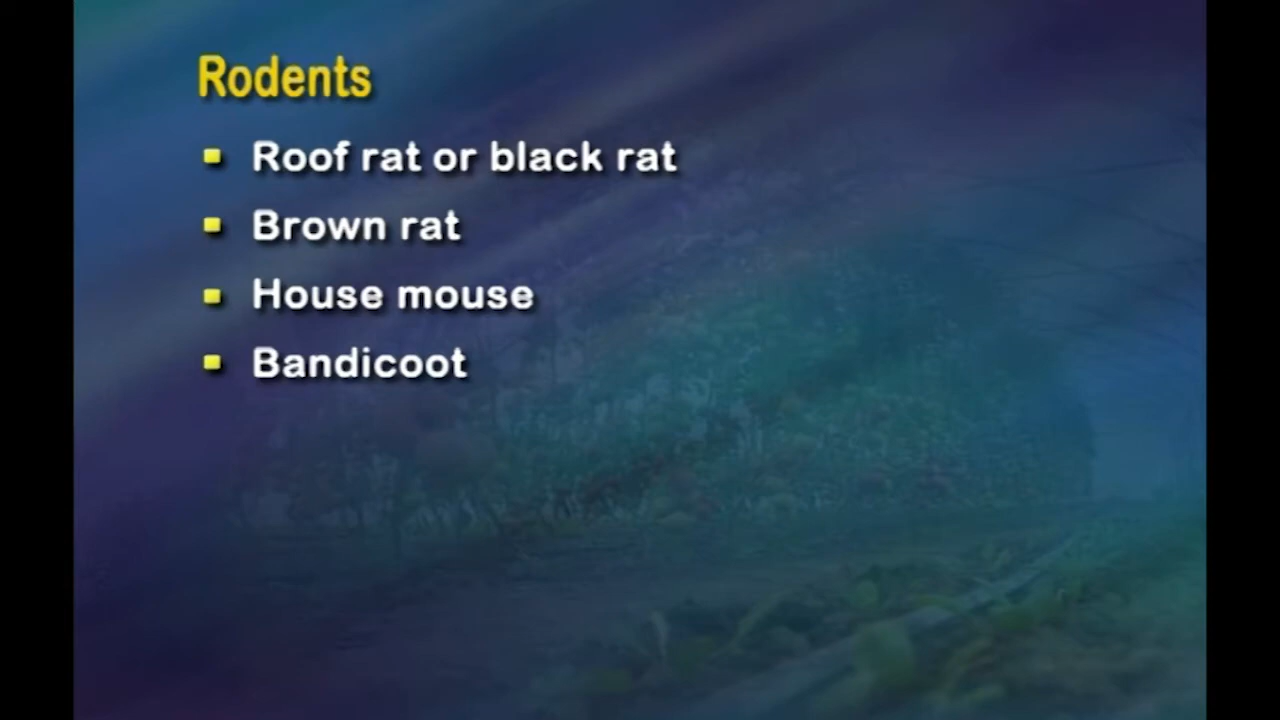 Rodents
Roof rat or black rat
Brown rat
House mouse
Bandicoot